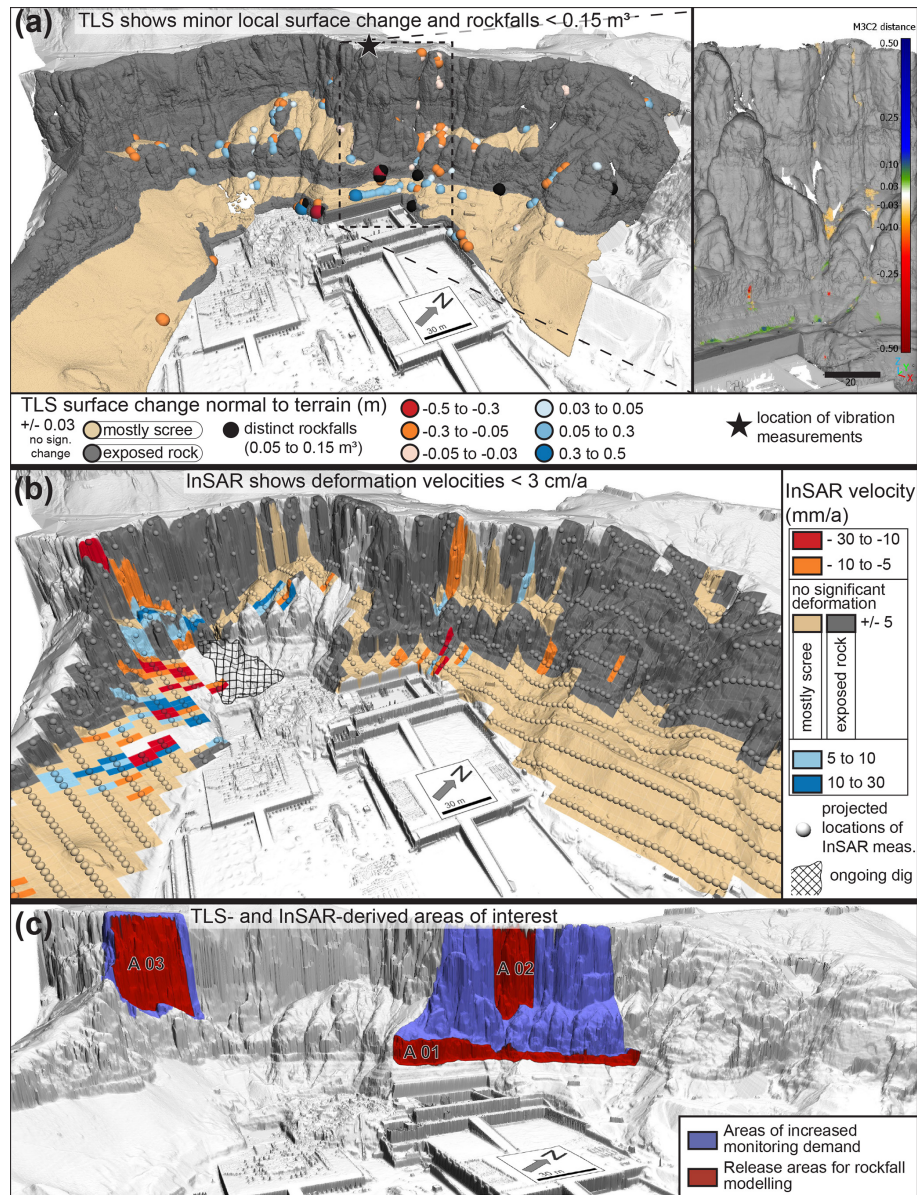 (a)
TLS shows minor local surface change and rockfalls < 0.15 m³
M3C2 distance
0.50
0.25
0.10
0.03
-0.03
-0.10
-0.25
-0.50
N
30 m
20
X
TLS surface change normal to terrain (m)
+/- 0.03
no sign.
change
mostly scree
exposed rock
distinct rockfalls
(0.05 to 0.15 m³)
-0.5 to -0.3
-0.3 to -0.05
-0.05 to -0.03
0.03 to 0.05
0.05 to 0.3
0.3 to 0.5
location of vibration
measurements
(b)
InSAR shows deformation velocities < 3 cm/a
N
30 m
InSAR velocity
(mm/a)
- 30 to -10
- 10 to -5
no significant
deformation
+/- 5
mostly scree
exposed rock
5 to 10
10 to 30
projected
locations of
InSAR meas.
ongoing dig
(c)
TLS- and InSAR-derived areas of interest
A 03
A 02
A 01
N
30 m
Areas of increased
monitoring demand
Release areas for rockfall
modelling